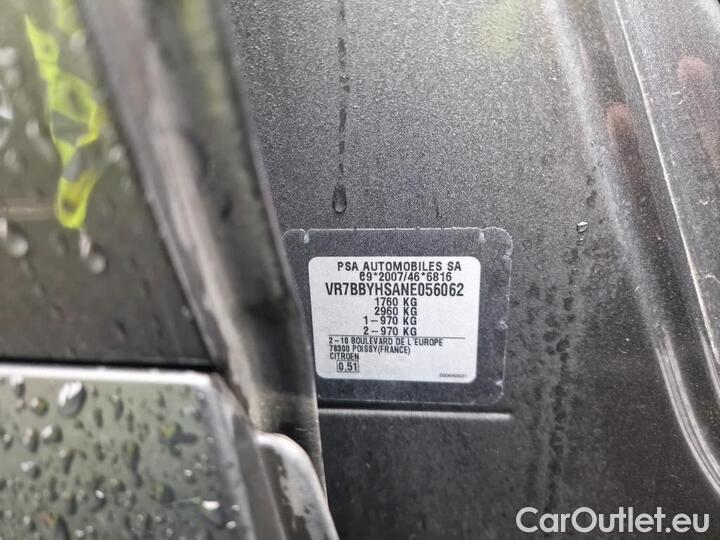 PSA AUTOMOBILES SA
e9*2007/46*6816
VR7BBYHSANE056062
1760 KG
2960 KG
1-970 KG
2-970 KG
2-10 BOULEVARD DE L'EUROPE
78300 POISSY(FRANCE)
CITROEN
0,51
CarOutlet.eu